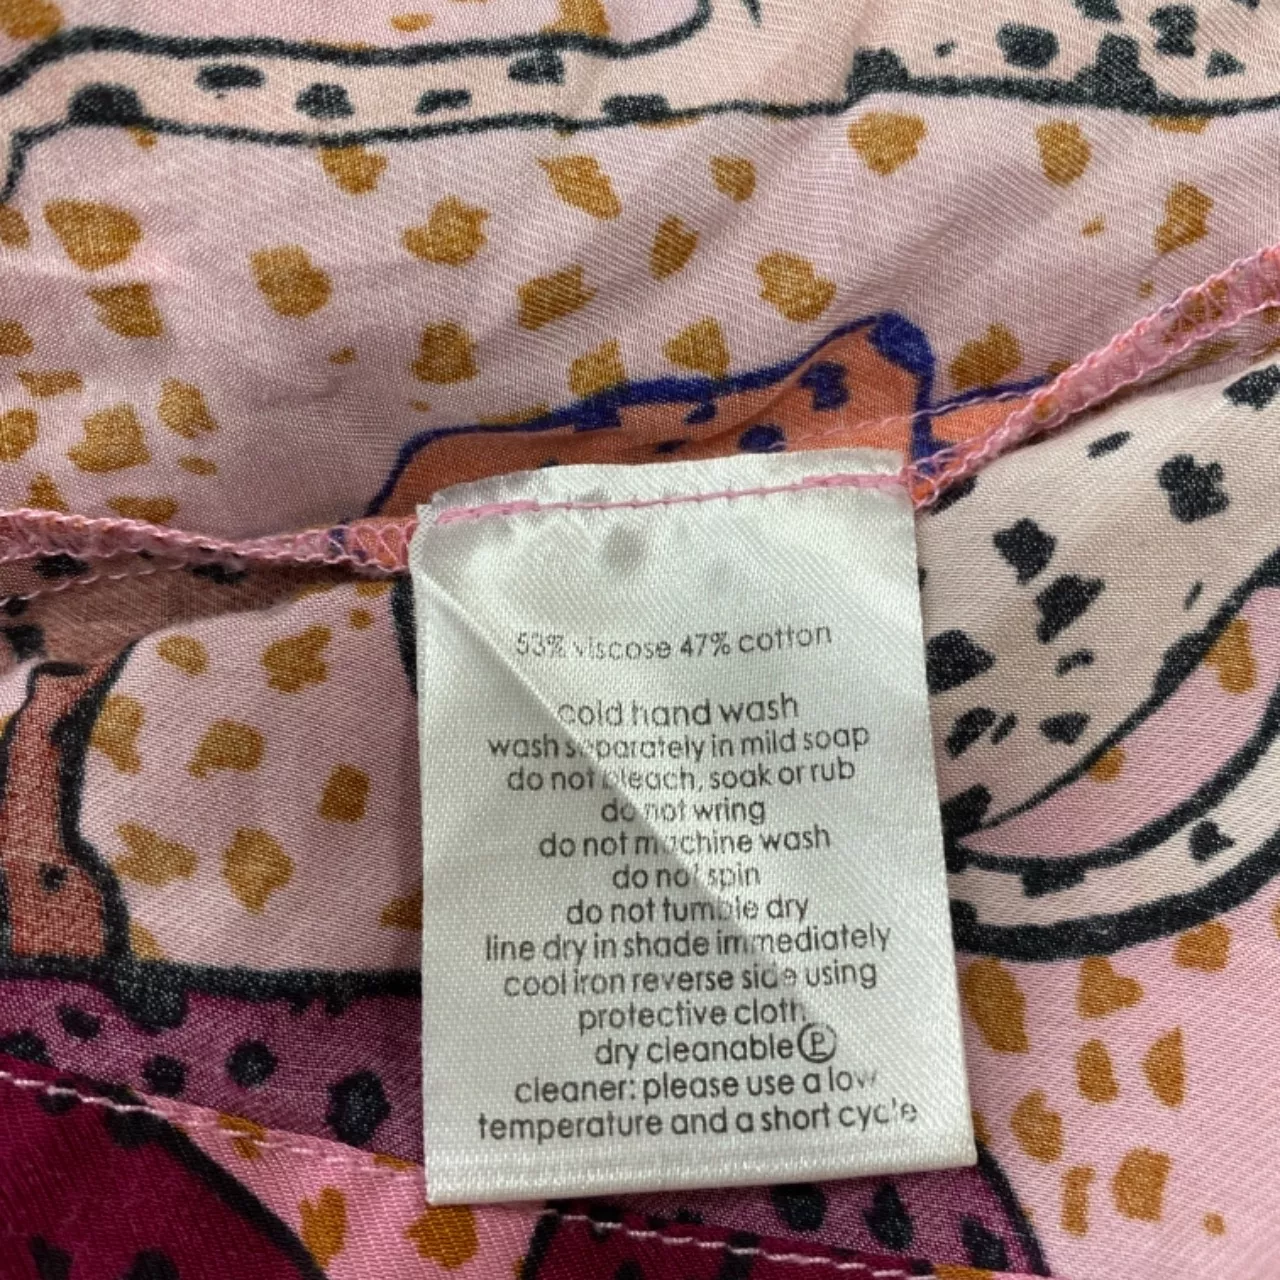 53% viscose 47% cotton
cold hand wash
wash separately in mild soap
do not bleach, soak or rub
do not wring
do not machine wash
do not spin
do not tumble dry
line dry in shade immediately
cool iron reverse side using
protective cloth
dry cleanable Ⓟ
cleaner: please use a low
temperature and a short cycle